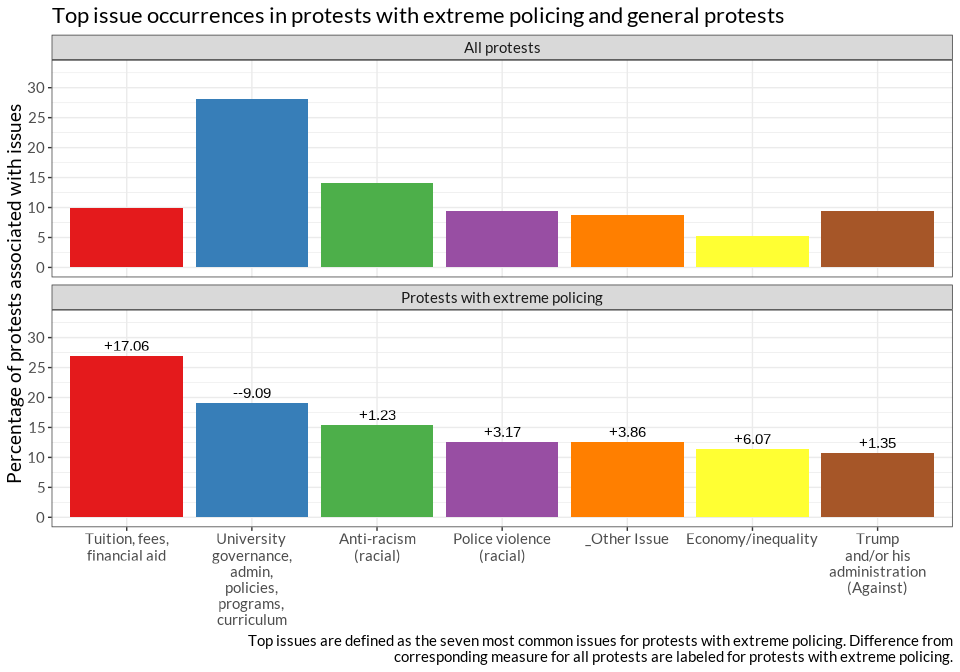 Top issue occurrences in protests with extreme policing and general protests
All protests
Percentage of protests associated with issues
30
25
20
15
10
5
0
Protests with extreme policing
30
25
20
15
10
5
0
+17.06
--9.09
+1.23
+3.17
+3.86
+6.07
+1.35
Tuition, fees,
financial aid
University
governance,
admin,
policies,
programs,
curriculum
Anti-racism
(racial)
Police violence
(racial)
_Other Issue
Economy/inequality
Trump
and/or his
administration
(Against)
Top issues are defined as the seven most common issues for protests with extreme policing. Difference from
corresponding measure for all protests are labeled for protests with extreme policing.